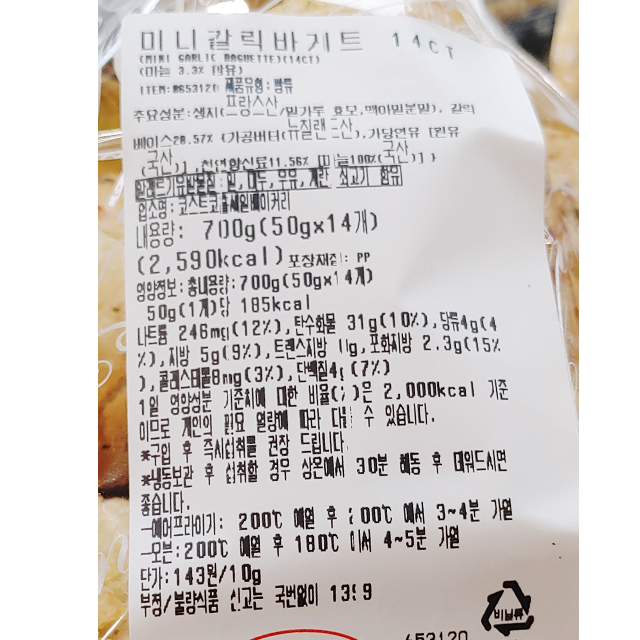 미니갈릭바게트 14CT
(MINI GARLIC BAGUETTE)(14CT)
(마늘 3.3% 함유)
ITEM:#653120 제품유형:빵류
주요성분:생지(프랑스산/밀가루 효모,맥아밀분말), 갈릭
베이스28.57% (가공버터(뉴질랜드산),가당연유 [원유
(국산)], 천연향신료11.56% [마늘100%(국산)])
알레르기유발물질: 밀,대두,우유,계란, 쇠고기 함유
업소명:코스트코 홀세일베이커리
내용량: 700g(50gx14개)
(2,590kcal) 포장재질: PP
영양정보:총내용량:700g(50gx14개)
50g(1개)당 185kcal
나트륨 246mg(12%),탄수화물 31g(10%),당류4g(4
%),지방 5g(9%),트랜스지방 g,포화지방 2.3g(15%
),콜레스테롤8mg(3%),단백질4g(7%)
1일 영양성분 기준치에 대한 비율(%)은 2,000kcal 기준
이므로 개인의 필요 열량에 따라 다를 수 있습니다.
*구입 후 즉시섭취를 권장 드립니다.
*냉동보관 후 섭취할 경우 상온에서 30분 해동 후 데워드시면
좋습니다.
-에어프라이기: 200℃ 예열 후 200℃ 에서 3~4분 가열
-오븐:200℃ 예열 후 180℃ 에서 4~5분 가열
단가:143원/10g
부정/불량식품 신고는 국번없이 1399
비닐류
653120